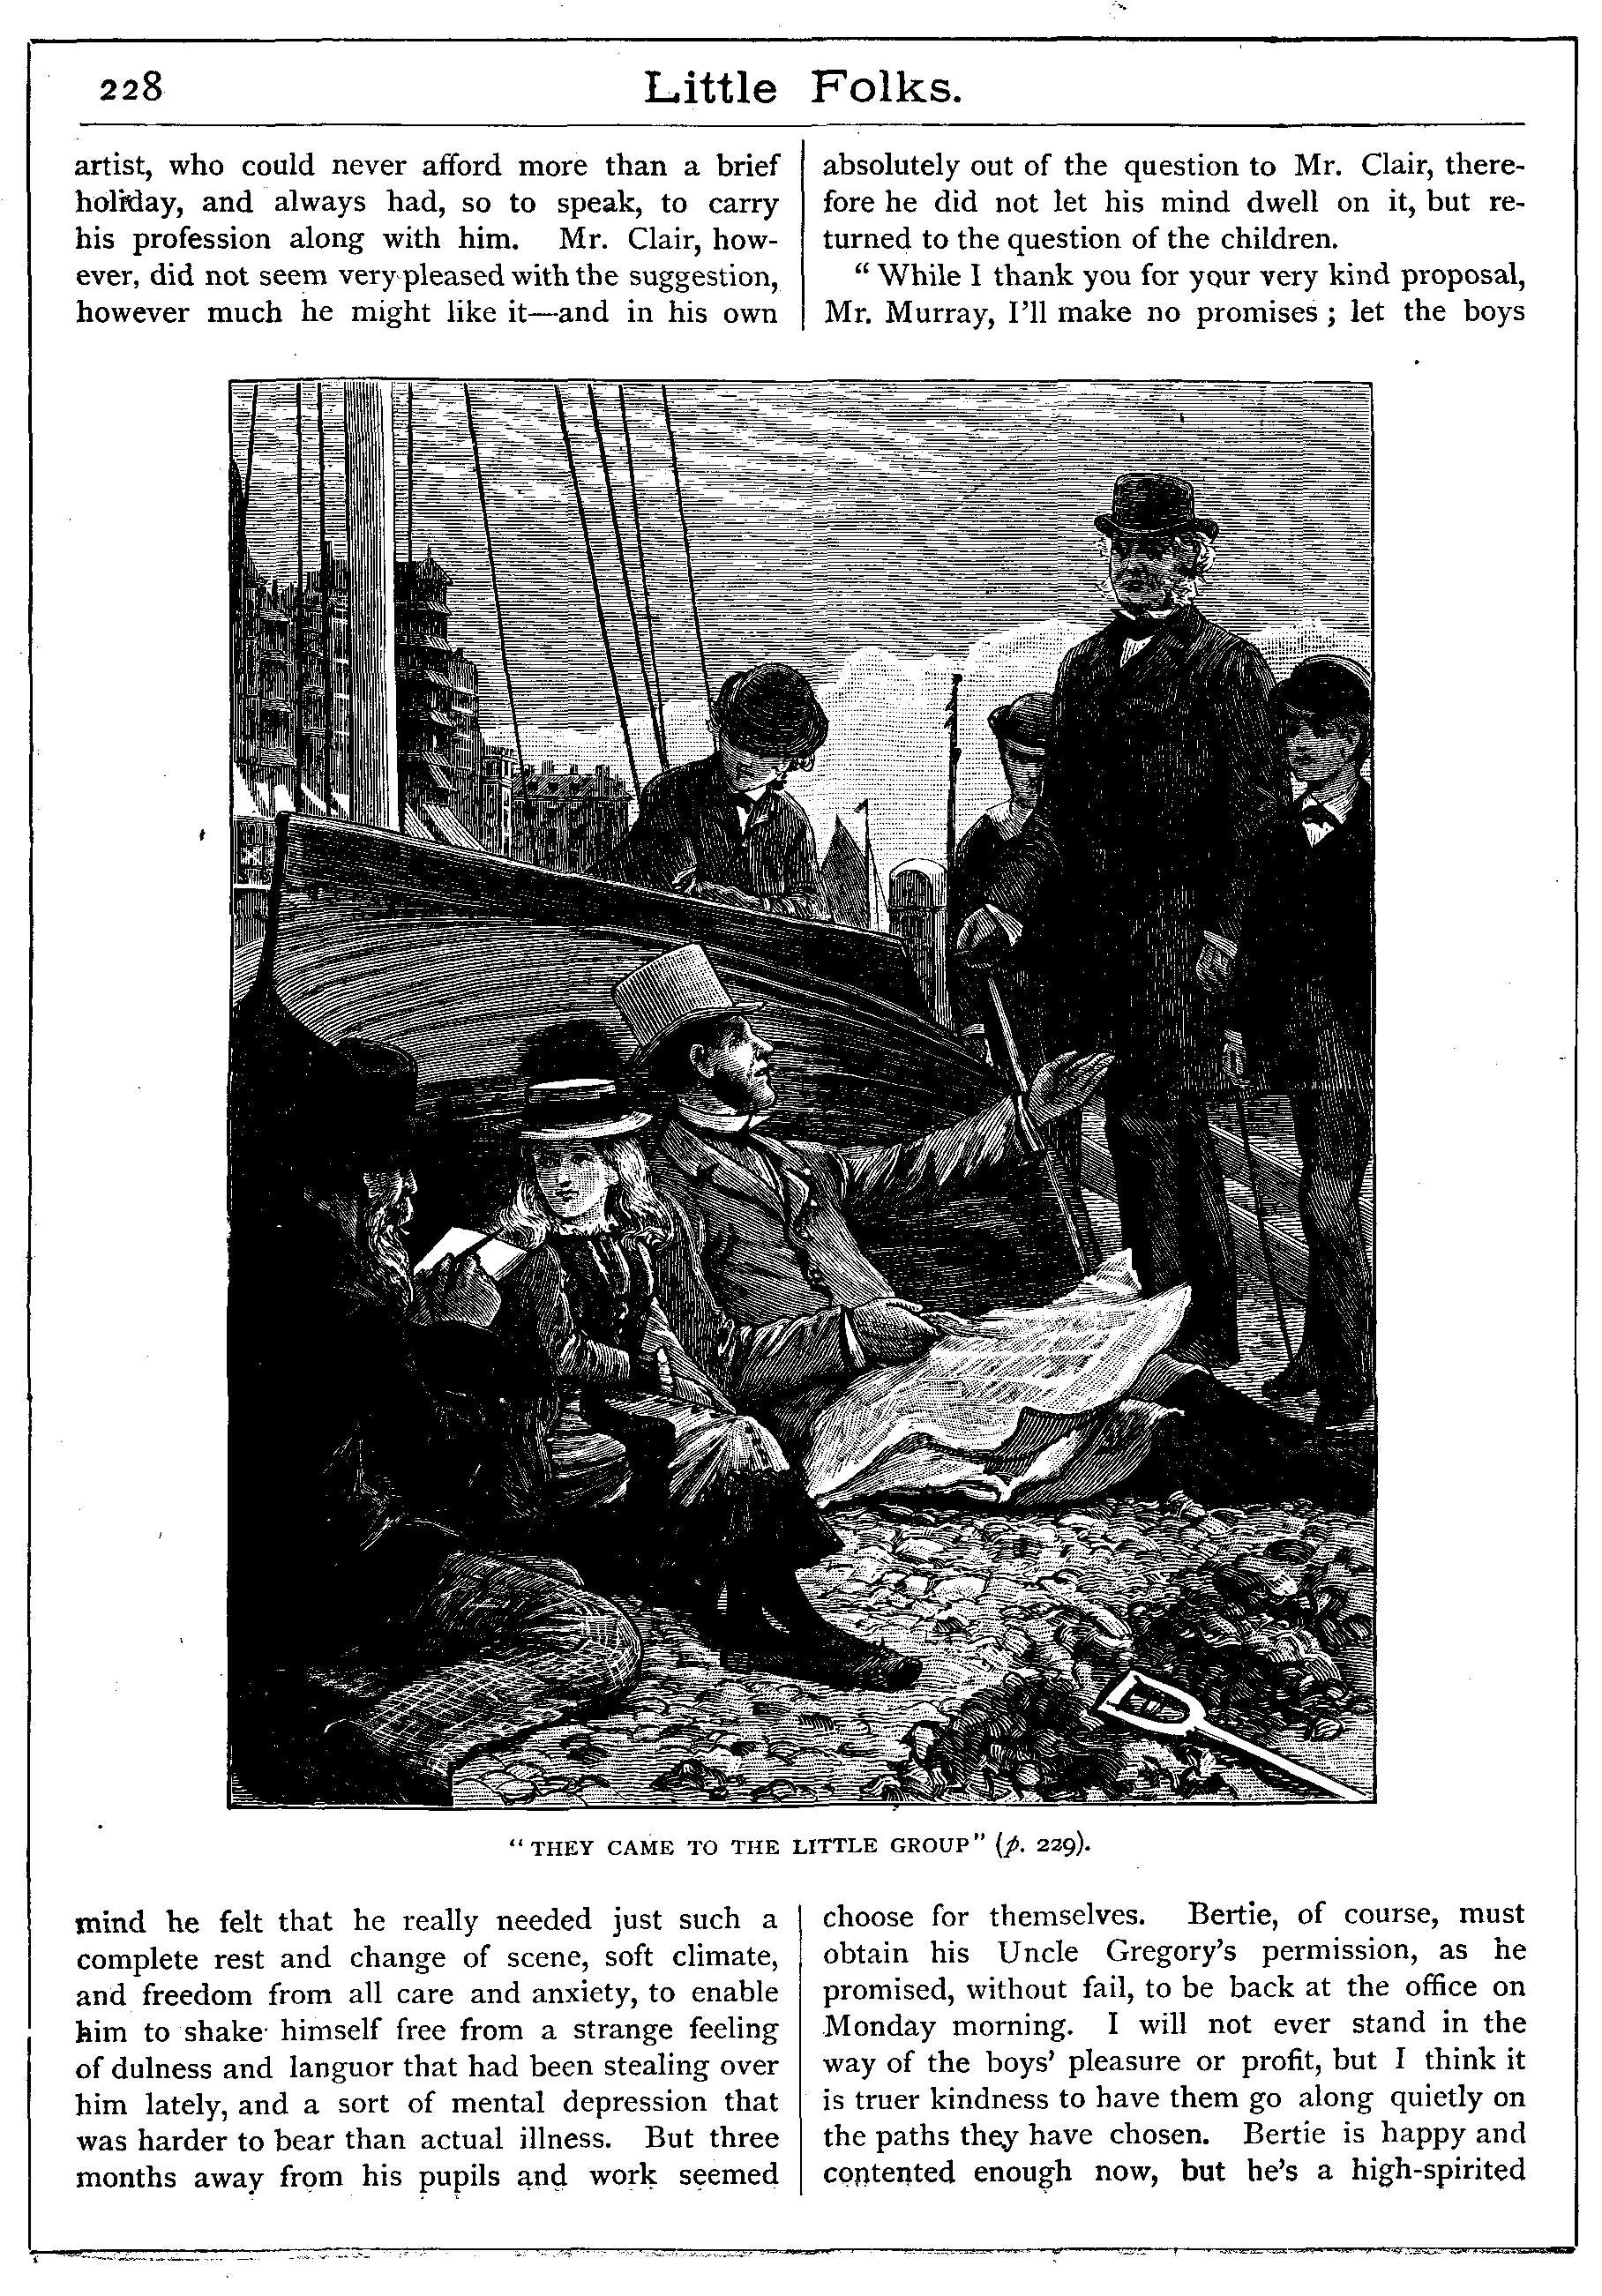 228
Little Folks.
artist, who could never afford more than a brief
holiday, and always had, so to speak, to carry
his profession along with him. Mr. Clair, how-
ever, did not seem very pleased with the suggestion,
however much he might like it—and in his own
absolutely out of the question to Mr. Clair, there-
fore he did not let his mind dwell on it, but re-
turned to the question of the children.
“While I thank you for your very kind proposal,
Mr. Murray, I’ll make no promises; let the boys
“THEY CAME TO THE LITTLE GROUP” (p. 229).
mind he felt that he really needed just such a
complete rest and change of scene, soft climate,
and freedom from all care and anxiety, to enable
him to shake himself free from a strange feeling
of dulness and languor that had been stealing over
him lately, and a sort of mental depression that
was harder to bear than actual illness. But three
months away from his pupils and work seemed
choose for themselves. Bertie, of course, must
obtain his Uncle Gregory’s permission, as he
promised, without fail, to be back at the office on
Monday morning. I will not ever stand in the
way of the boys’ pleasure or profit, but I think it
is truer kindness to have them go along quietly on
the paths they have chosen. Bertie is happy and
contented enough now, but he’s a high-spirited